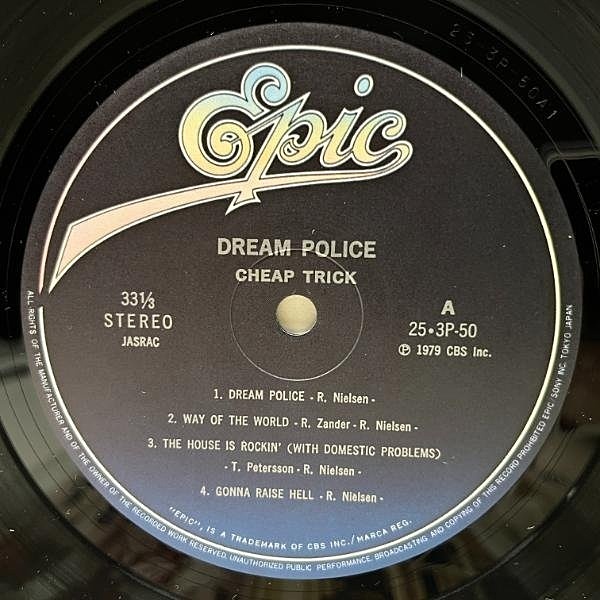 25 3P-5041
Epic
DREAM POLICE
CHEAP TRICK
33⅓
STEREO
JASRAC
A
25•3P-50
Ⓟ 1979 CBS Inc.
1. DREAM POLICE - R. Nielsen -
2. WAY OF THE WORLD - R. Zander - R. Nielsen -
3. THE HOUSE IS ROCKIN' (WITH DOMESTIC PROBLEMS)
- T. Petersson - R. Nielsen -
4. GONNA RAISE HELL - R. Nielsen -
"EPIC", IS A TRADEMARK OF CBS INC./MARCA REG.
ALL RIGHTS OF THE MANUFACTURER AND OF THE OWNER OF THE RECORDED WORK RESERVED. UNAUTHORIZED PUBLIC PERFORMANCE, BROADCASTING AND COPYING OF THIS RECORD PROHIBITED EPIC SONY INC. TOKYO JAPAN